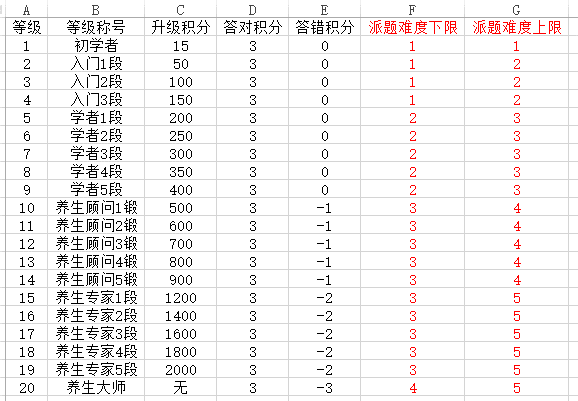 A B C D E F G
等级 等级称号 升级积分 答对积分 答错积分 派题难度下限 派题难度上限
1 初学者 15 3 0 1 1
2 入门1段 50 3 0 1 2
3 入门2段 100 3 0 1 2
4 入门3段 150 3 0 1 2
5 学者1段 200 3 0 2 3
6 学者2段 250 3 0 2 3
7 学者3段 300 3 0 2 3
8 学者4段 350 3 0 2 3
9 学者5段 400 3 0 2 3
10 养生顾问1锻 500 3 -1 3 4
11 养生顾问2锻 600 3 -1 3 4
12 养生顾问3锻 700 3 -1 3 4
13 养生顾问4锻 800 3 -1 3 4
14 养生顾问5锻 900 3 -1 3 4
15 养生专家1段 1200 3 -2 3 5
16 养生专家2段 1400 3 -2 3 5
17 养生专家3段 1600 3 -2 3 5
18 养生专家4段 1800 3 -2 3 5
19 养生专家5段 2000 3 -2 3 5
20 养生大师 无 3 -3 4 5